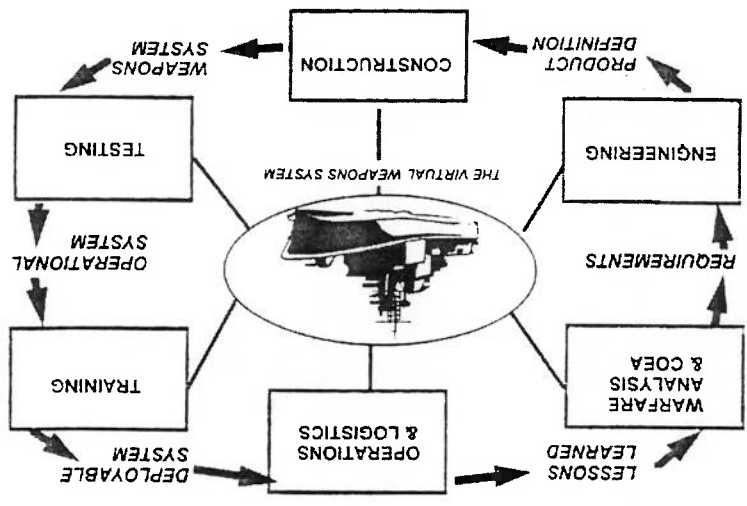 LESSONS
LEARNED
OPERATIONS
& LOGISTICS
DEPLOYABLE
SYSTEM
WARFARE
ANALYSIS
& COEA
TRAINING
REQUIREMENTS
OPERATIONAL
SYSTEM
THE VIRTUAL WEAPONS SYSTEM
ENGINEERING
TESTING
PRODUCT
DEFINITION
CONSTRUCTION
WEAPONS
SYSTEM